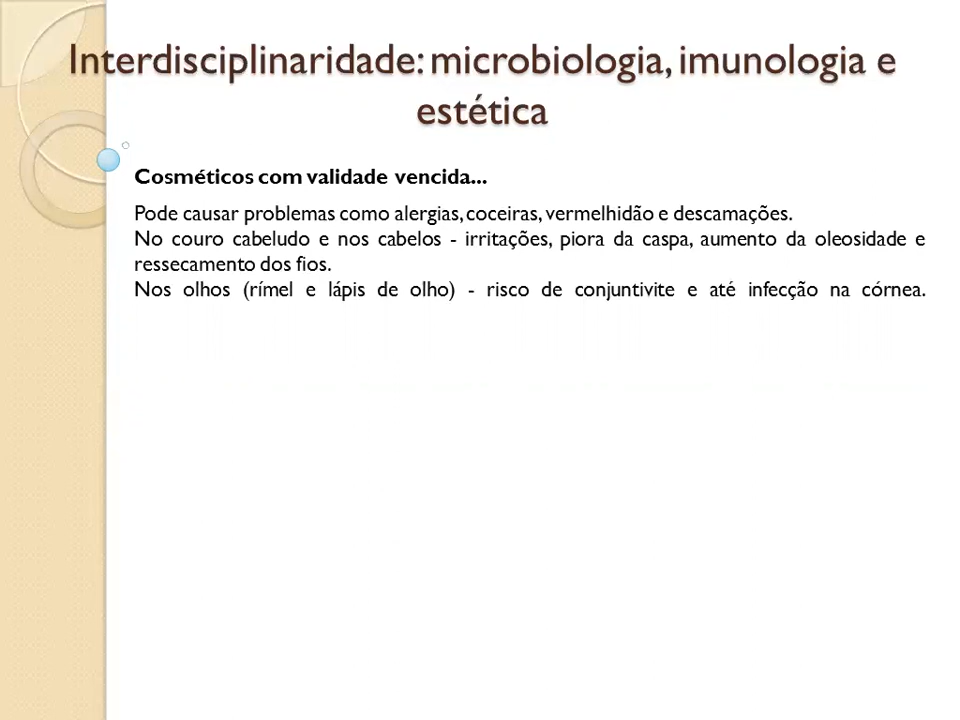 Interdisciplinaridade: microbiologia, imunologia e
estética
Cosméticos com validade vencida...
Pode causar problemas como alergias, coceiras, vermelhidão e descamações.
No couro cabeludo e nos cabelos - irritações, piora da caspa, aumento da oleosidade e
ressecamento dos fios.
Nos olhos (rímel e lápis de olho) - risco de conjuntivite e até infecção na córnea.